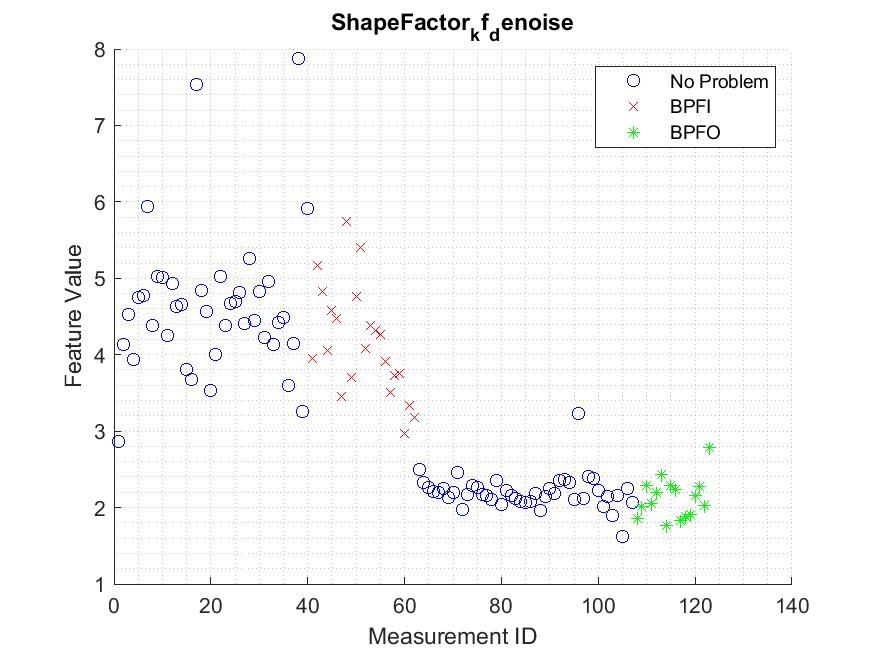 ShapeFactor_kf_denoise
8
7
6
5
4
3
2
1
Feature Value
0 20 40 60 80 100 120 140
Measurement ID
No Problem
BPFI
BPFO